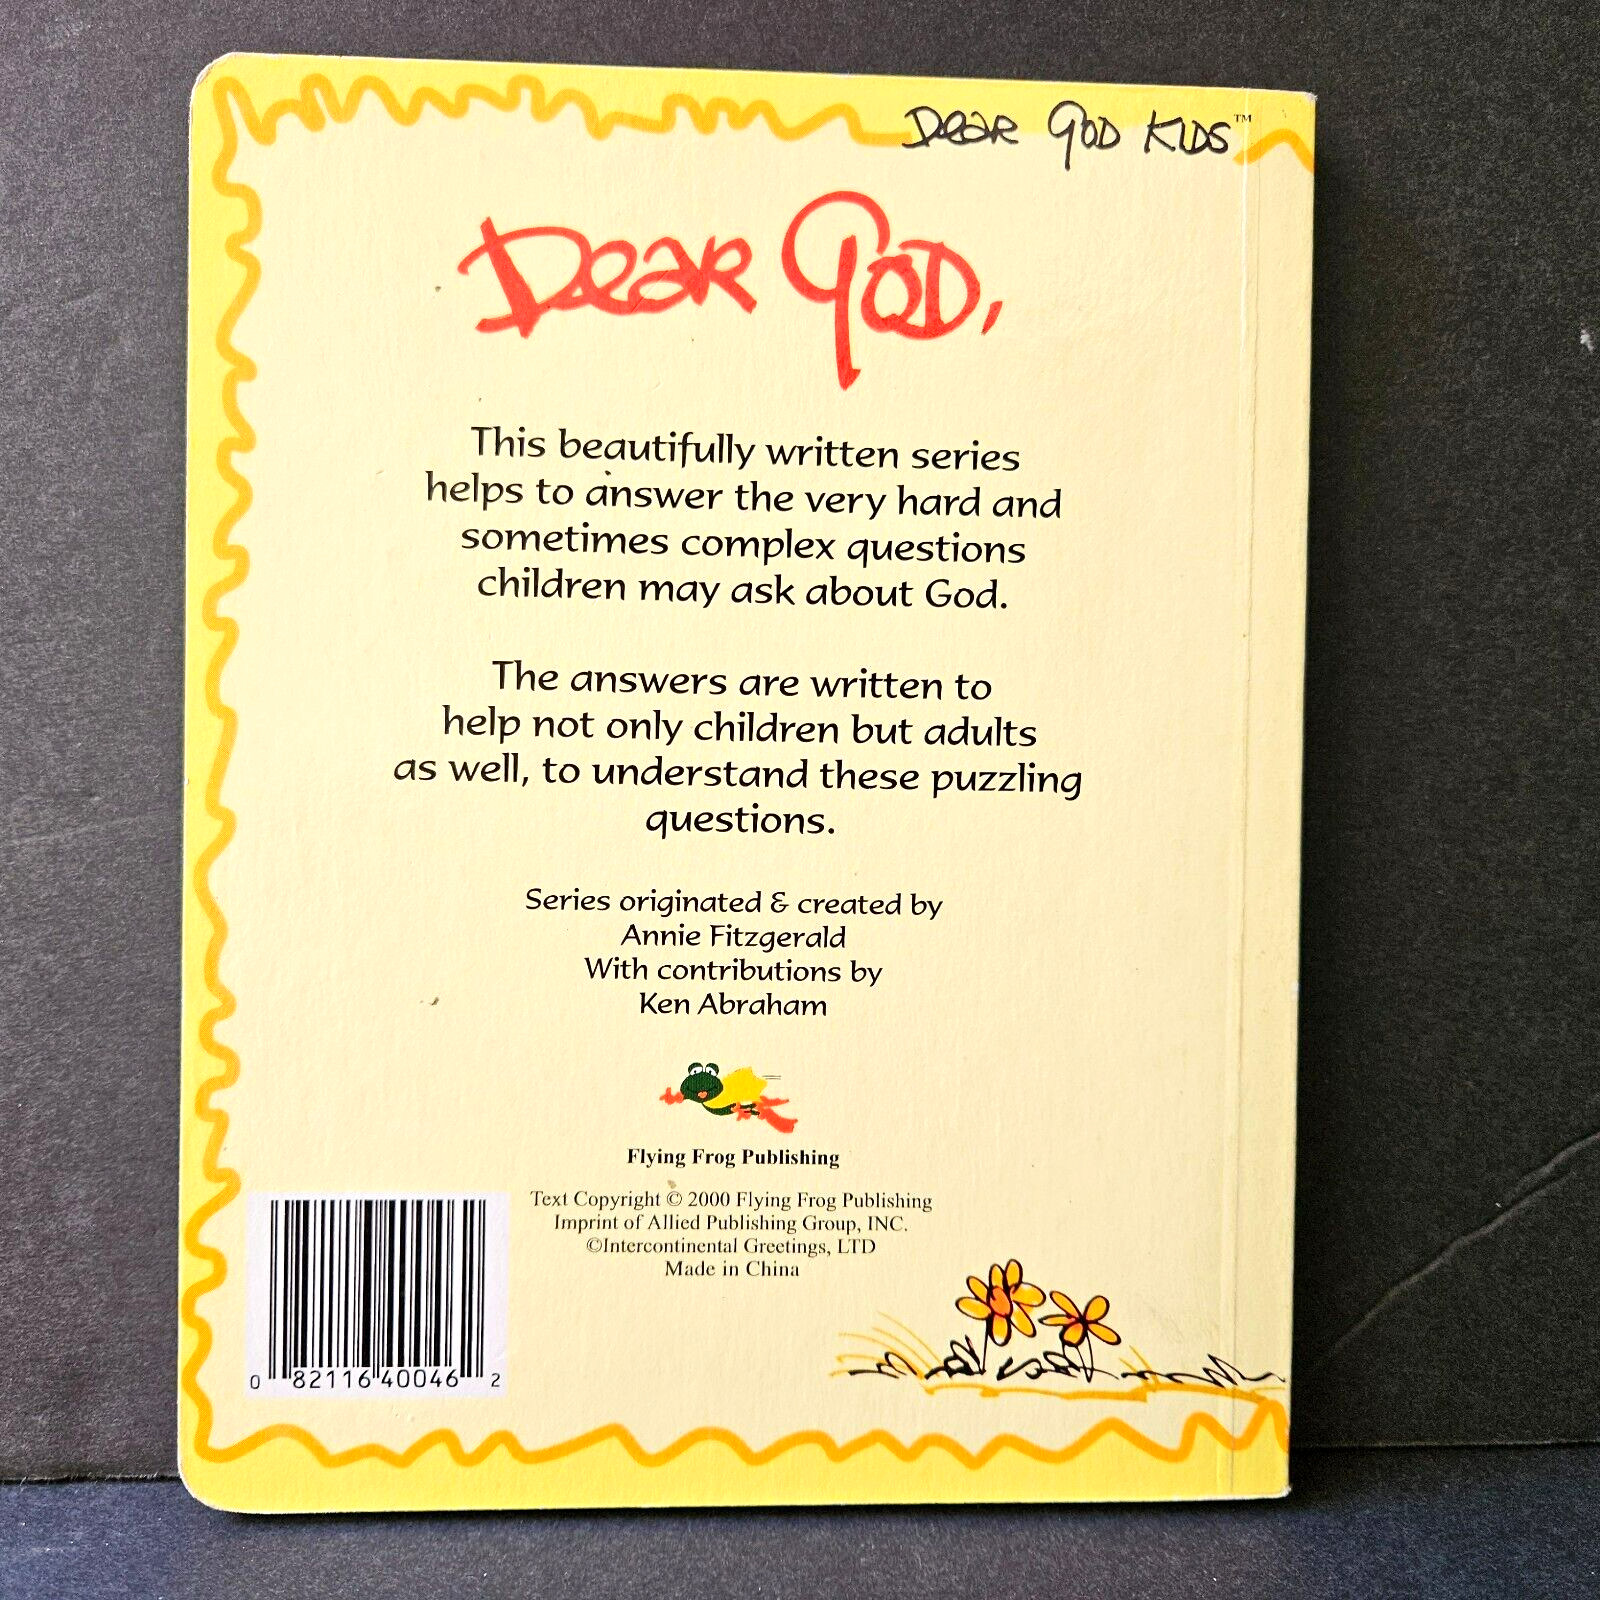 Dear God Kids™
Dear God,
This beautifully written series
helps to answer the very hard and
sometimes complex questions
children may ask about God.
The answers are written to
help not only children but adults
as well, to understand these puzzling
questions.
Series originated & created by
Annie Fitzgerald
With contributions by
Ken Abraham
Flying Frog Publishing
Text Copyright © 2000 Flying Frog Publishing
Imprint of Allied Publishing Group, INC.
©Intercontinental Greetings, LTD
Made in China
0 82116 40046 2